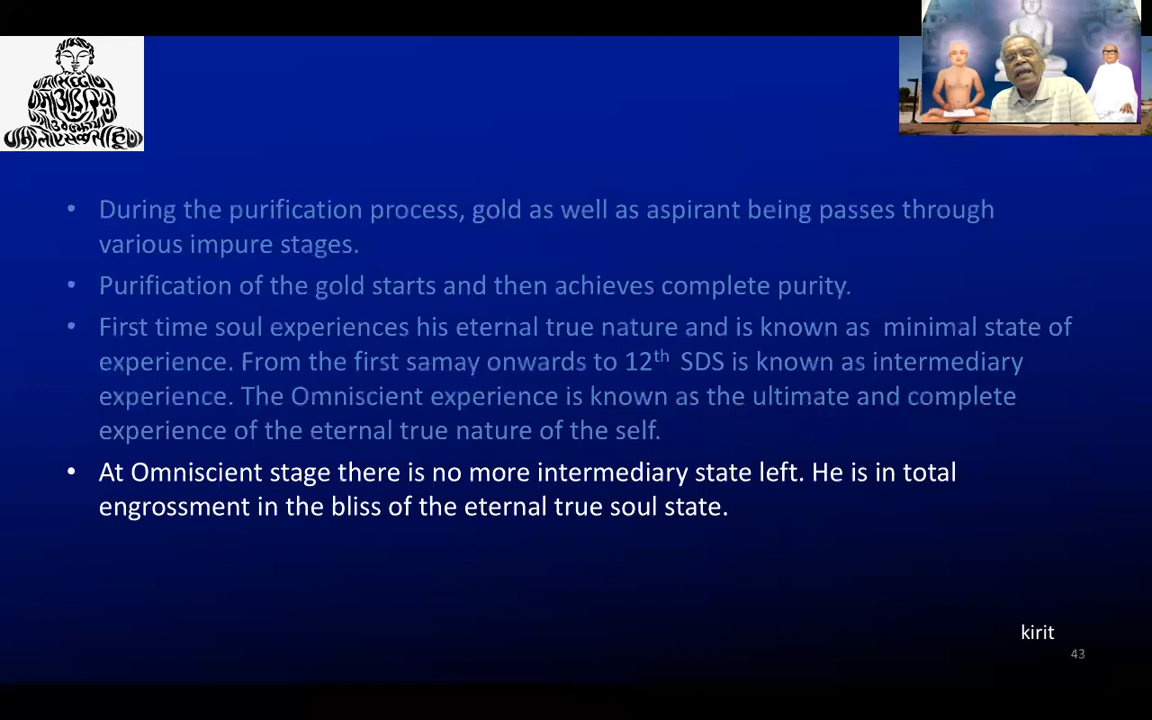 • During the purification process, gold as well as aspirant being passes through
various impure stages.
• Purification of the gold starts and then achieves complete purity.
• First time soul experiences his eternal true nature and is known as  minimal state of
experience. From the first samay onwards to 12th SDS is known as intermediary
experience. The Omniscient experience is known as the ultimate and complete
experience of the eternal true nature of the self.
• At Omniscient stage there is no more intermediary state left. He is in total
engrossment in the bliss of the eternal true soul state.
kirit
43